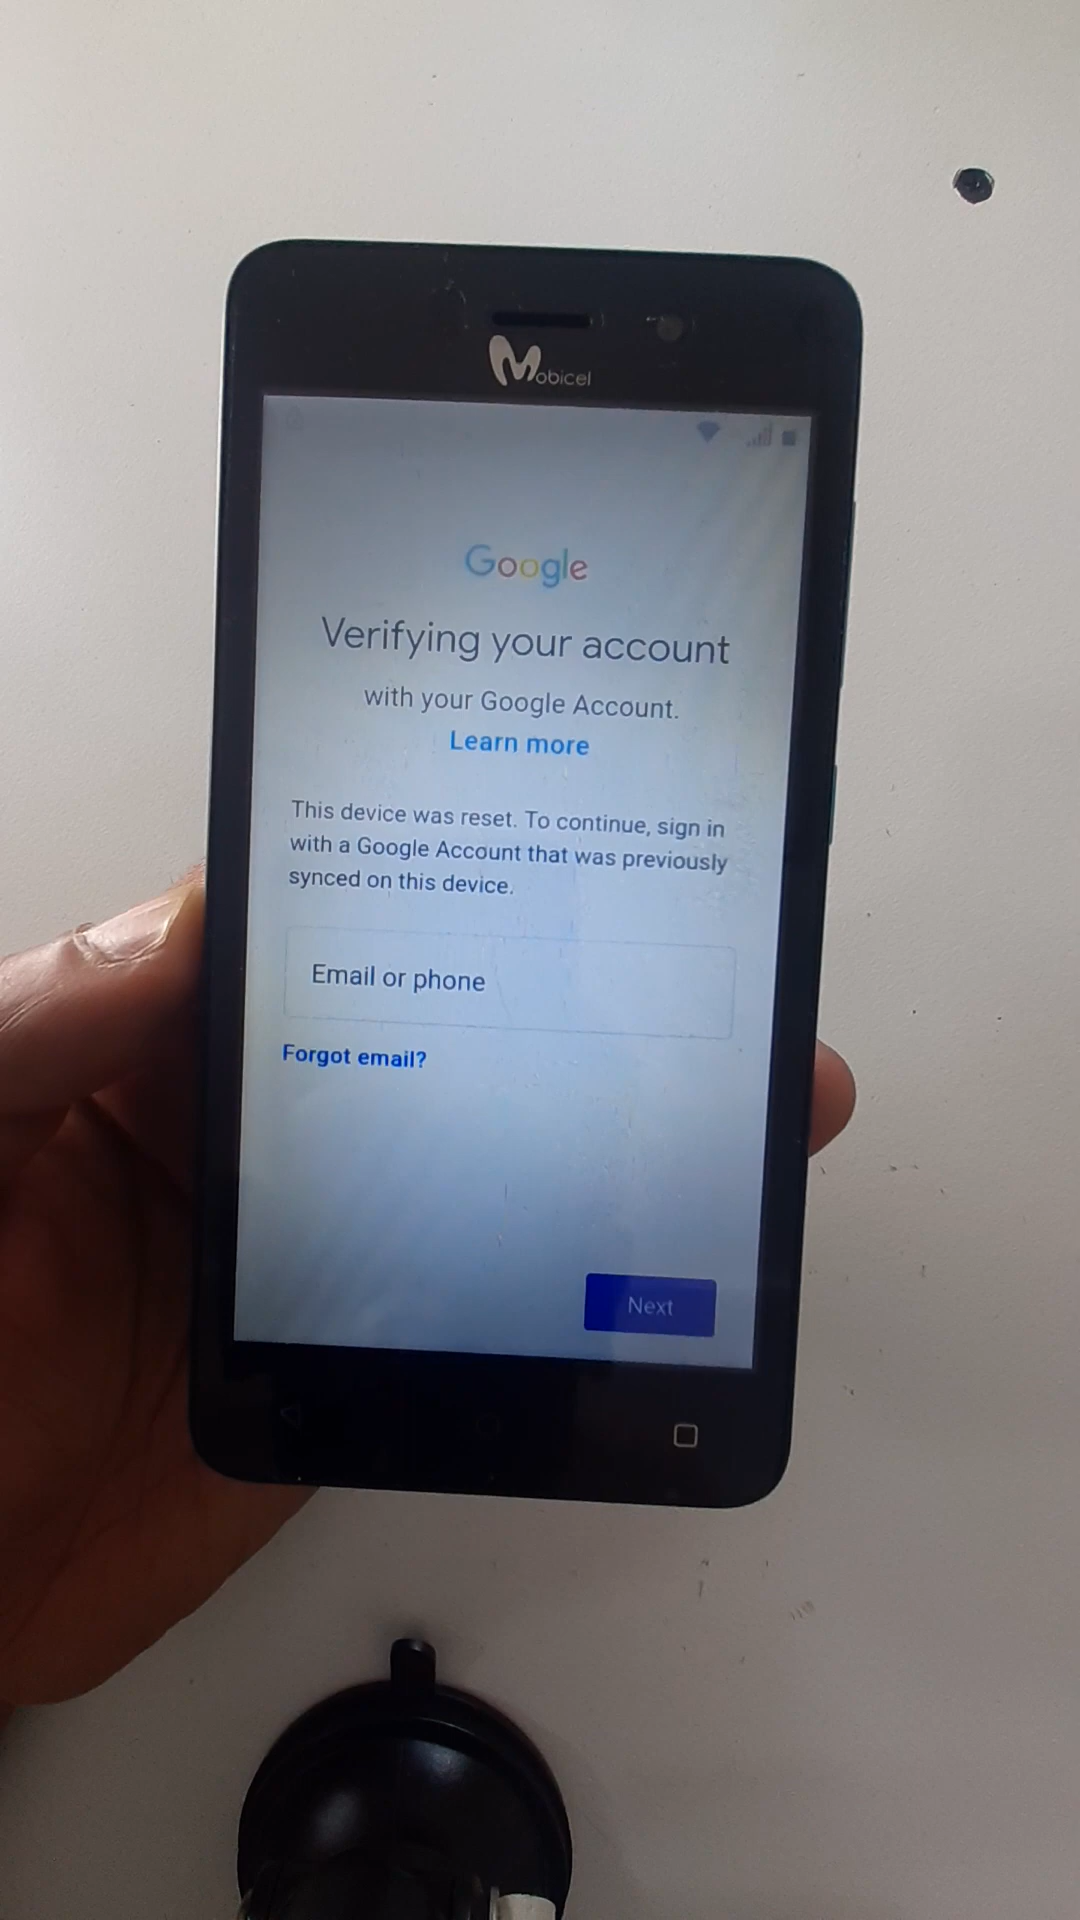 Mobicel
Google
Verifying your account
with your Google Account.
Learn more
This device was reset. To continue, sign in
with a Google Account that was previously
synced on this device.
Email or phone
Forgot email?
Next